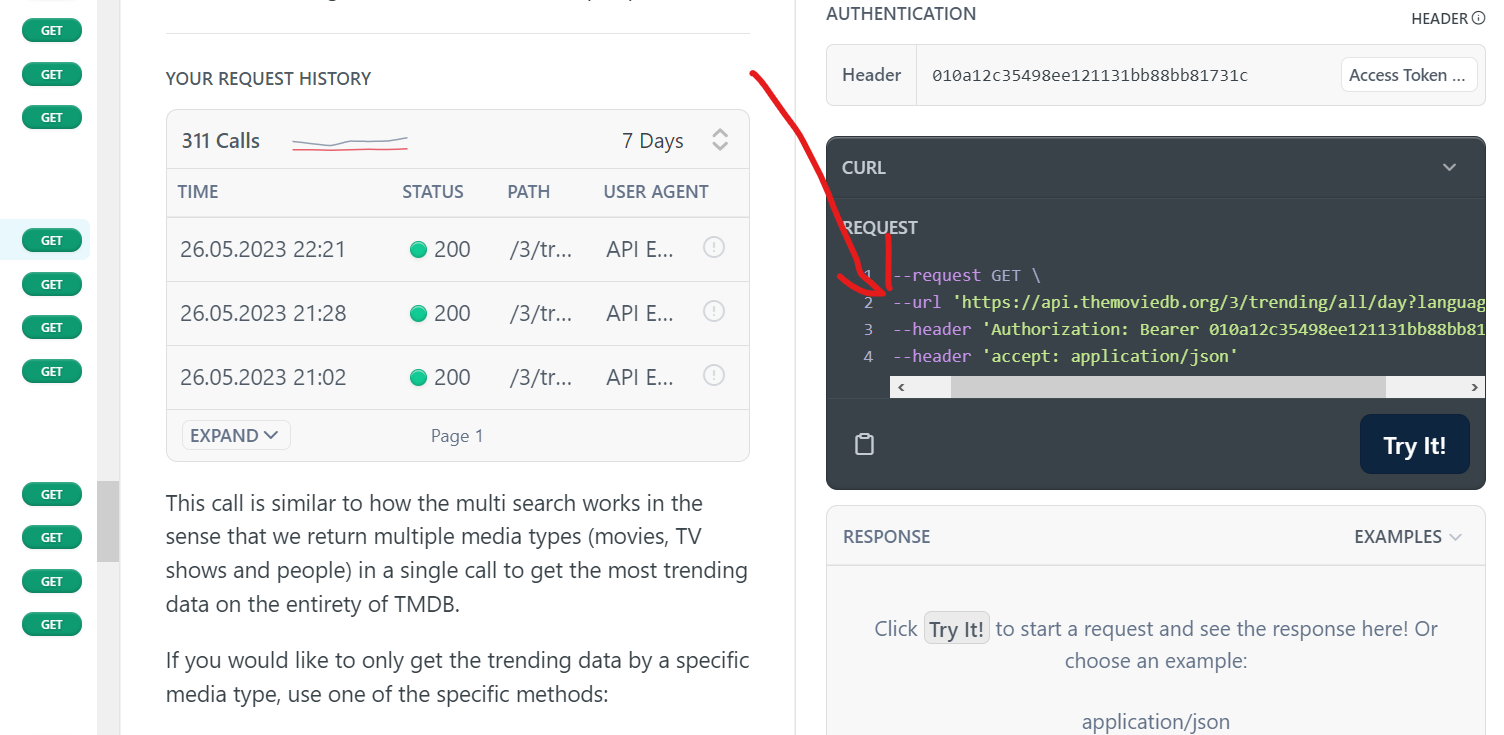 GET
GET
GET
GET
GET
GET
GET
GET
GET
GET
GET
YOUR REQUEST HISTORY
311 Calls
7 Days
TIME STATUS PATH USER AGENT
26.05.2023 22:21 200 /3/tr... API E...
26.05.2023 21:28 200 /3/tr... API E...
26.05.2023 21:02 200 /3/tr... API E...
EXPAND
Page 1
This call is similar to how the multi search works in the
sense that we return multiple media types (movies, TV
shows and people) in a single call to get the most trending
data on the entirety of TMDB.
If you would like to only get the trending data by a specific
media type, use one of the specific methods:
AUTHENTICATION
HEADER
Header 010a12c35498ee121131bb88bb81731c Access Token ...
CURL
REQUEST
1 --request GET \
2 --url 'https://api.themoviedb.org/3/trending/all/day?languag
3 --header 'Authorization: Bearer 010a12c35498ee121131bb88bb81
4 --header 'accept: application/json'
Try It!
RESPONSE
EXAMPLES
Click Try It! to start a request and see the response here! Or
choose an example:
application/json